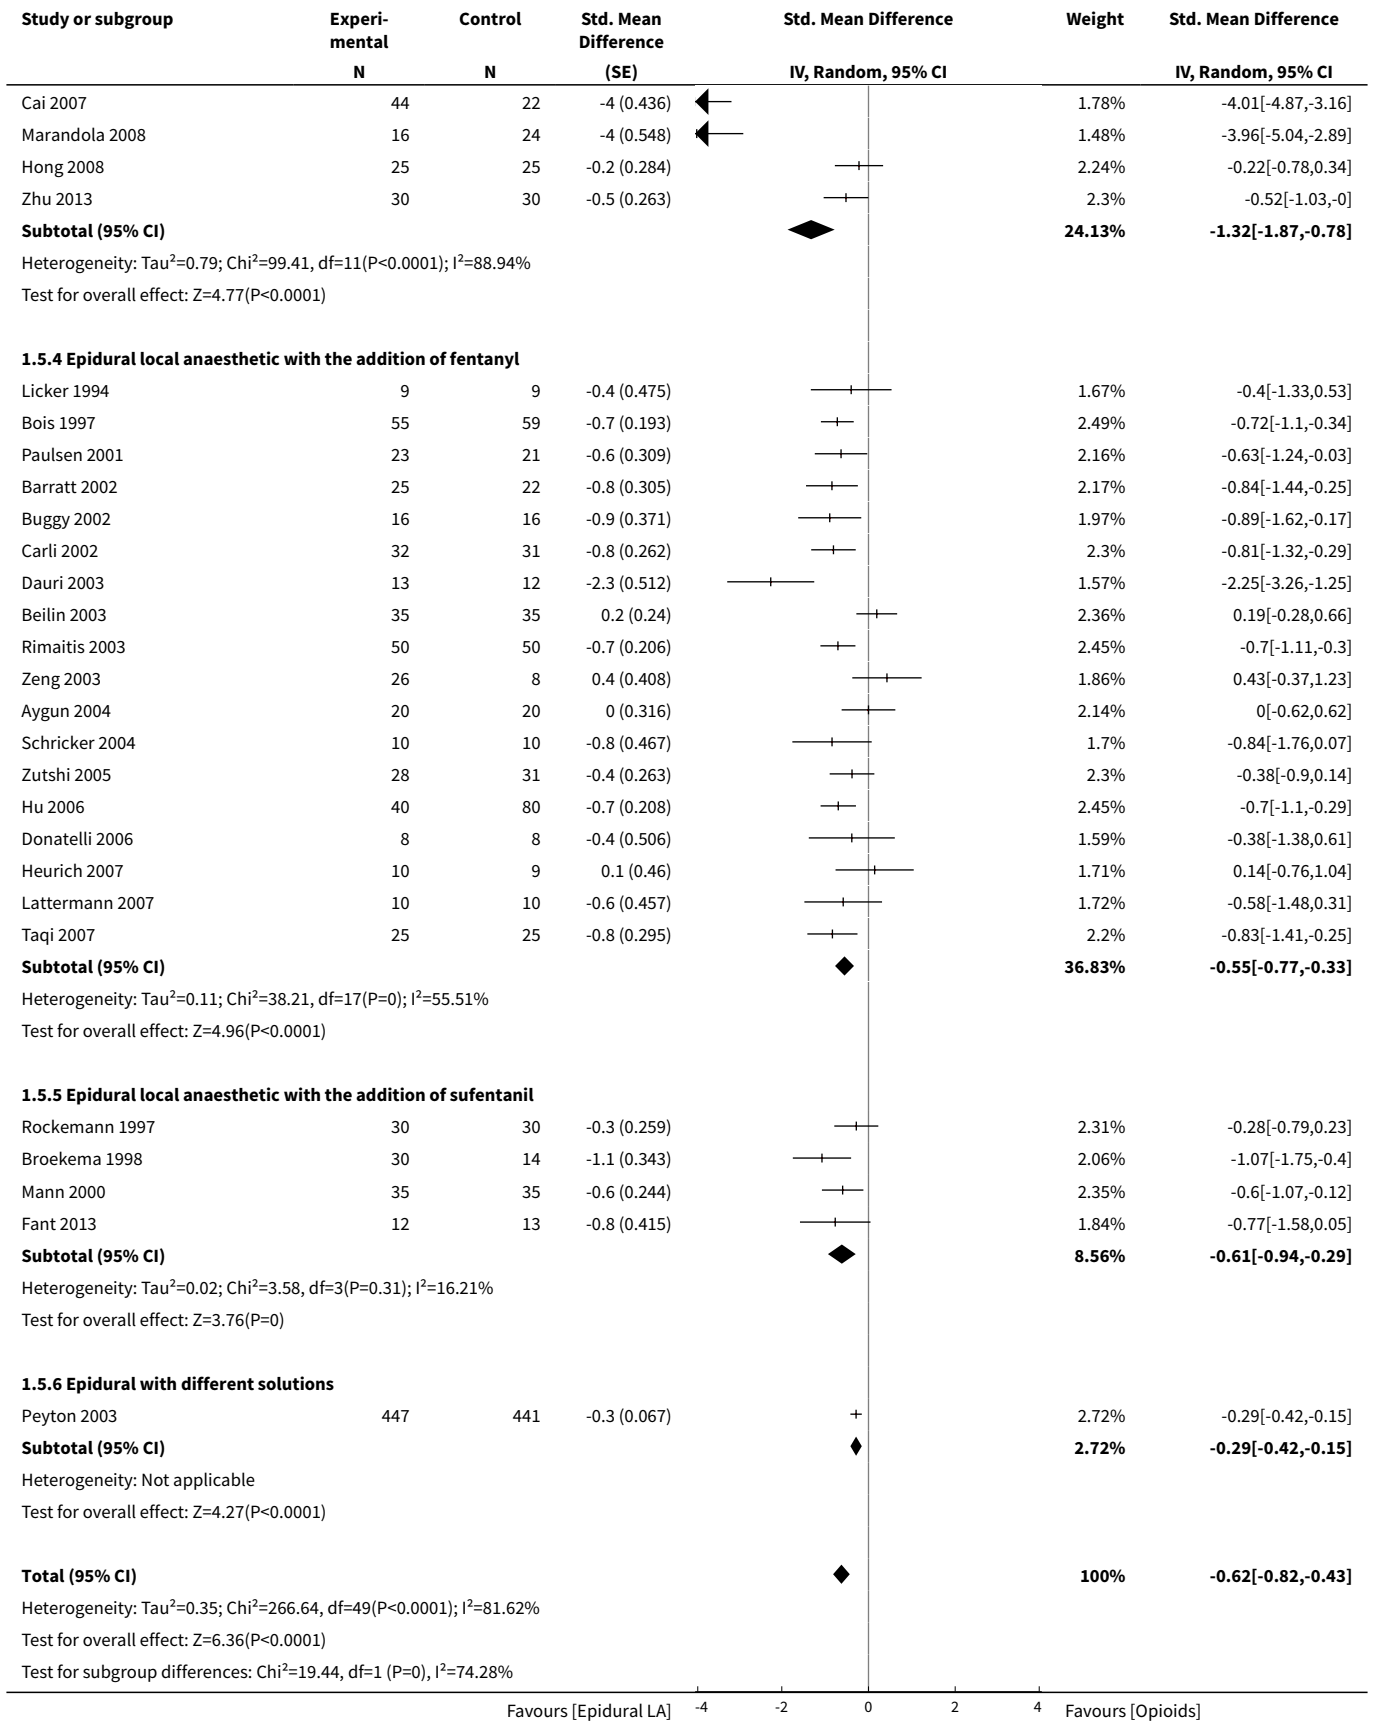 Study or subgroup Experi- Control Std. Mean Std. Mean Difference Weight Std. Mean Difference
mental Difference
N N (SE) IV, Random, 95% CI IV, Random, 95% CI
Cai 2007 44 22 -4 (0.436) 1.78% -4.01[-4.87,-3.16]
Marandola 2008 16 24 -4 (0.548) 1.48% -3.96[-5.04,-2.89]
Hong 2008 25 25 -0.2 (0.284) 2.24% -0.22[-0.78,0.34]
Zhu 2013 30 30 -0.5 (0.263) 2.3% -0.52[-1.03,-0]
Subtotal (95% CI) 24.13% -1.32[-1.87,-0.78]
Heterogeneity: Tau²=0.79; Chi²=99.41, df=11(P<0.0001); I²=88.94%
Test for overall effect: Z=4.77(P<0.0001)
1.5.4 Epidural local anaesthetic with the addition of fentanyl
Licker 1994 9 9 -0.4 (0.475) 1.67% -0.4[-1.33,0.53]
Bois 1997 55 59 -0.7 (0.193) 2.49% -0.72[-1.1,-0.34]
Paulsen 2001 23 21 -0.6 (0.309) 2.16% -0.63[-1.24,-0.03]
Barratt 2002 25 22 -0.8 (0.305) 2.17% -0.84[-1.44,-0.25]
Buggy 2002 16 16 -0.9 (0.371) 1.97% -0.89[-1.62,-0.17]
Carli 2002 32 31 -0.8 (0.262) 2.3% -0.81[-1.32,-0.29]
Dauri 2003 13 12 -2.3 (0.512) 1.57% -2.25[-3.26,-1.25]
Beilin 2003 35 35 0.2 (0.24) 2.36% 0.19[-0.28,0.66]
Rimaitis 2003 50 50 -0.7 (0.206) 2.45% -0.7[-1.11,-0.3]
Zeng 2003 26 8 0.4 (0.408) 1.86% 0.43[-0.37,1.23]
Aygun 2004 20 20 0 (0.316) 2.14% 0[-0.62,0.62]
Schricker 2004 10 10 -0.8 (0.467) 1.7% -0.84[-1.76,0.07]
Zutshi 2005 28 31 -0.4 (0.263) 2.3% -0.38[-0.9,0.14]
Hu 2006 40 80 -0.7 (0.208) 2.45% -0.7[-1.1,-0.29]
Donatelli 2006 8 8 -0.4 (0.506) 1.59% -0.38[-1.38,0.61]
Heurich 2007 10 9 0.1 (0.46) 1.71% 0.14[-0.76,1.04]
Lattermann 2007 10 10 -0.6 (0.457) 1.72% -0.58[-1.48,0.31]
Taqi 2007 25 25 -0.8 (0.295) 2.2% -0.83[-1.41,-0.25]
Subtotal (95% CI) 36.83% -0.55[-0.77,-0.33]
Heterogeneity: Tau²=0.11; Chi²=38.21, df=17(P=0); I²=55.51%
Test for overall effect: Z=4.96(P<0.0001)
1.5.5 Epidural local anaesthetic with the addition of sufentanil
Rockemann 1997 30 30 -0.3 (0.259) 2.31% -0.28[-0.79,0.23]
Broekema 1998 30 14 -1.1 (0.343) 2.06% -1.07[-1.75,-0.4]
Mann 2000 35 35 -0.6 (0.244) 2.35% -0.6[-1.07,-0.12]
Fant 2013 12 13 -0.8 (0.415) 1.84% -0.77[-1.58,0.05]
Subtotal (95% CI) 8.56% -0.61[-0.94,-0.29]
Heterogeneity: Tau²=0.02; Chi²=3.58, df=3(P=0.31); I²=16.21%
Test for overall effect: Z=3.76(P=0)
1.5.6 Epidural with different solutions
Peyton 2003 447 441 -0.3 (0.067) 2.72% -0.29[-0.42,-0.15]
Subtotal (95% CI) 2.72% -0.29[-0.42,-0.15]
Heterogeneity: Not applicable
Test for overall effect: Z=4.27(P<0.0001)
Total (95% CI) 100% -0.62[-0.82,-0.43]
Heterogeneity: Tau²=0.35; Chi²=266.64, df=49(P<0.0001); I²=81.62%
Test for overall effect: Z=6.36(P<0.0001)
Test for subgroup differences: Chi²=19.44, df=1 (P=0), I²=74.28%
Favours [Epidural LA] -4 -2 0 2 4 Favours [Opioids]